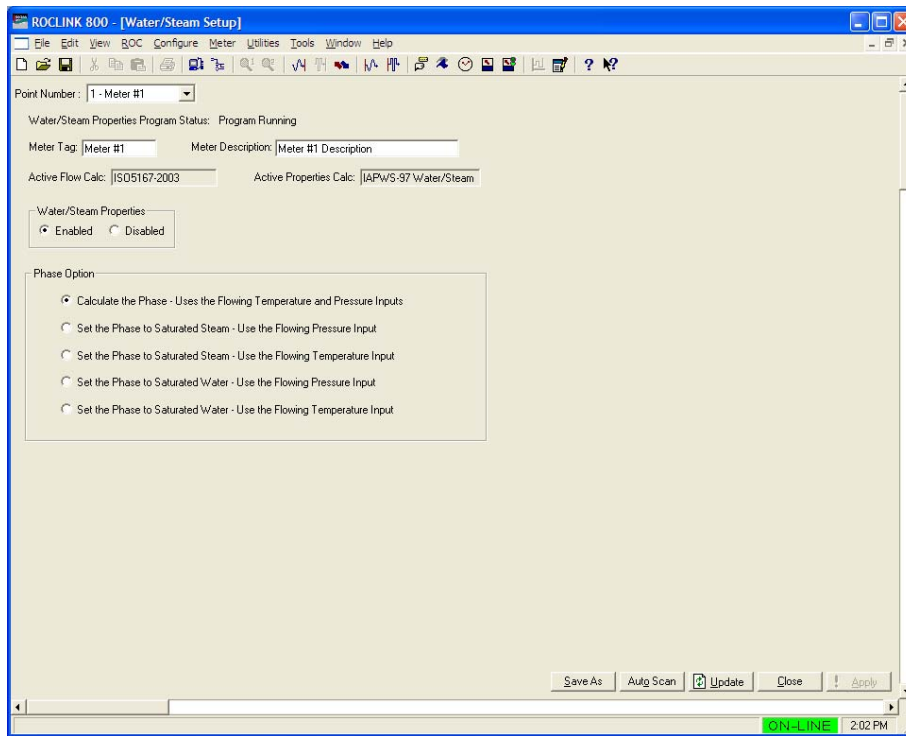 ROCLINK 800 - [Water/Steam Setup]
File Edit View ROC Configure Meter Utilities Tools Window Help
Point Number : 1 - Meter #1
Water/Steam Properties Program Status: Program Running
Meter Tag: Meter #1 Meter Description: Meter #1 Description
Active Flow Calc: ISO5167-2003 Active Properties Calc: IAPWS-97 Water/Steam
Water/Steam Properties
Enabled Disabled
Phase Option
Calculate the Phase - Uses the Flowing Temperature and Pressure Inputs
Set the Phase to Saturated Steam - Use the Flowing Pressure Input
Set the Phase to Saturated Steam - Use the Flowing Temperature Input
Set the Phase to Saturated Water - Use the Flowing Pressure Input
Set the Phase to Saturated Water - Use the Flowing Temperature Input
Save As Auto Scan Update Close ! Apply
ON-LINE 2:02 PM